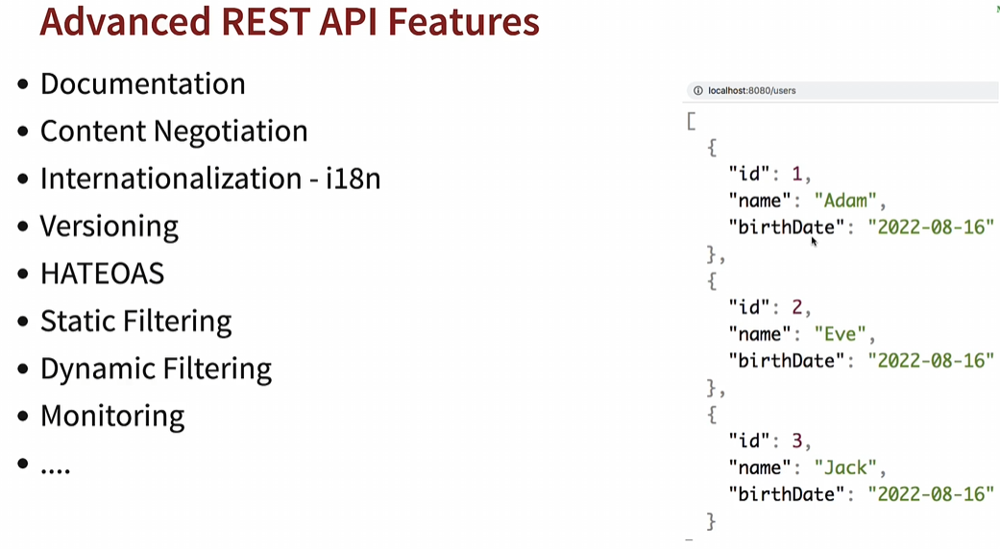 Advanced REST API Features
• Documentation
• Content Negotiation
• Internationalization - i18n
• Versioning
• HATEOAS
• Static Filtering
• Dynamic Filtering
• Monitoring
• ....
localhost:8080/users
[
{
"id": 1,
"name": "Adam",
"birthDate": "2022-08-16"
},
{
"id": 2,
"name": "Eve",
"birthDate": "2022-08-16"
},
{
"id": 3,
"name": "Jack",
"birthDate": "2022-08-16"
}